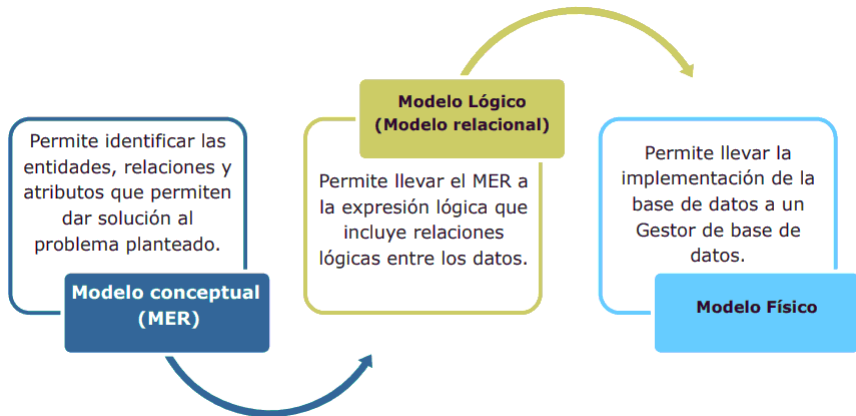 Permite identificar las
entidades, relaciones y
atributos que permiten
dar solución al
problema planteado.
Modelo conceptual
(MER)
Modelo Lógico
(Modelo relacional)
Permite llevar el MER a
la expresión lógica que
incluye relaciones
lógicas entre los datos.
Permite llevar la
implementación de la
base de datos a un
Gestor de base de
datos.
Modelo Físico